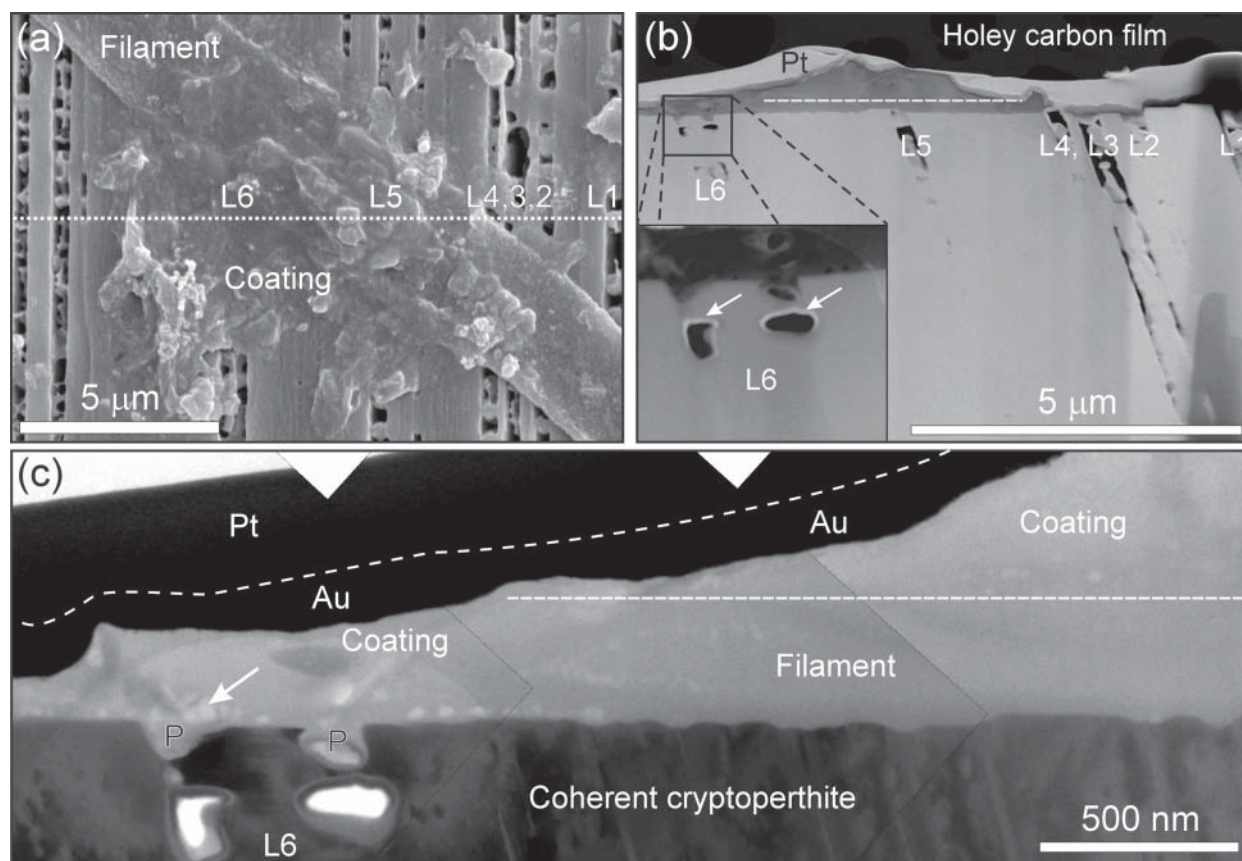 (a)
Filament
L6
L5
L4,3,2
L1
Coating
5 μm
(b)
Holey carbon film
Pt
L5
L4, L3 L2
L1
L6
L6
5 μm
(c)
Pt
Au
Au
Coating
Coating
Filament
P
P
Coherent cryptoperthite
L6
500 nm